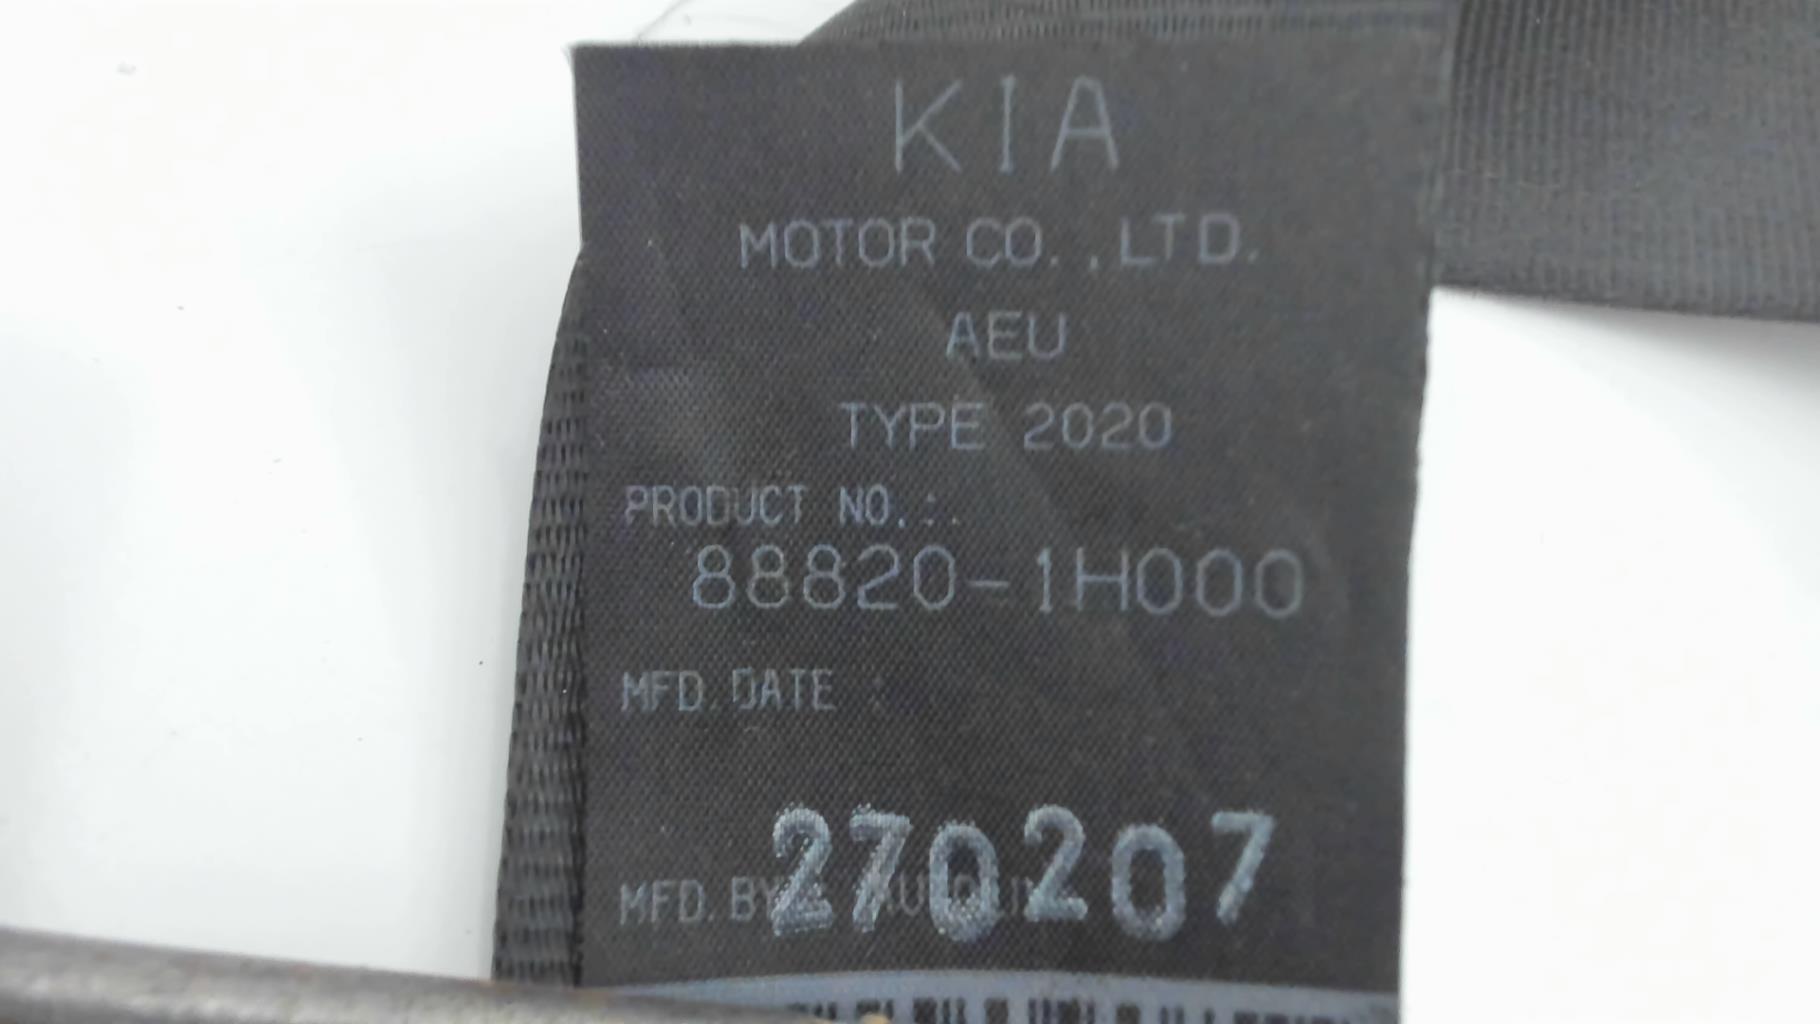 KIA
MOTOR CO.,LTD.
AEU
TYPE 2020
PRODUCT NO.:
88820-1H000
MFD. DATE :
270207
MFD. BY